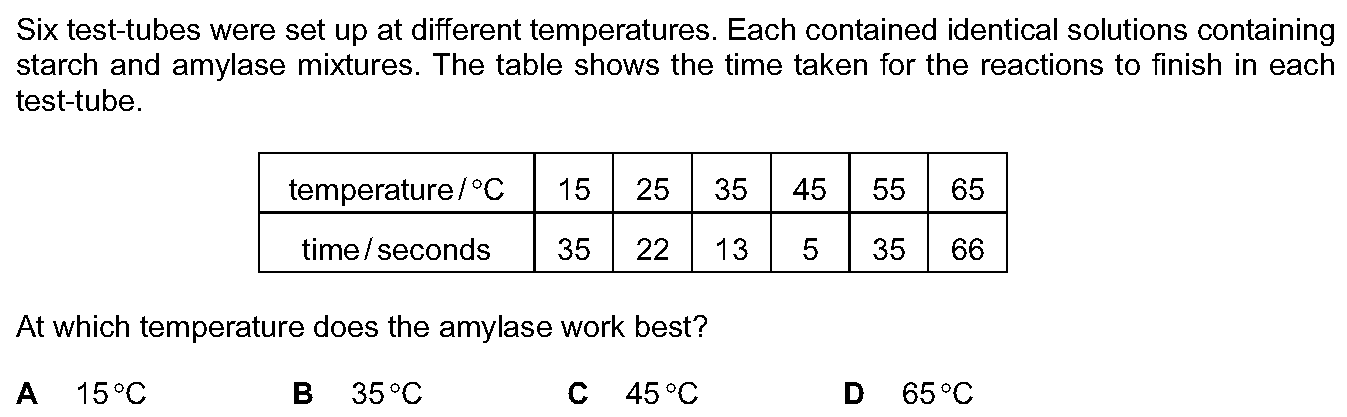 Six test-tubes were set up at different temperatures. Each contained identical solutions containing
starch and amylase mixtures. The table shows the time taken for the reactions to finish in each
test-tube.
temperature / °C 15 25 35 45 55 65
time / seconds 35 22 13 5 35 66
At which temperature does the amylase work best?
A 15 °C B 35 °C C 45 °C D 65 °C